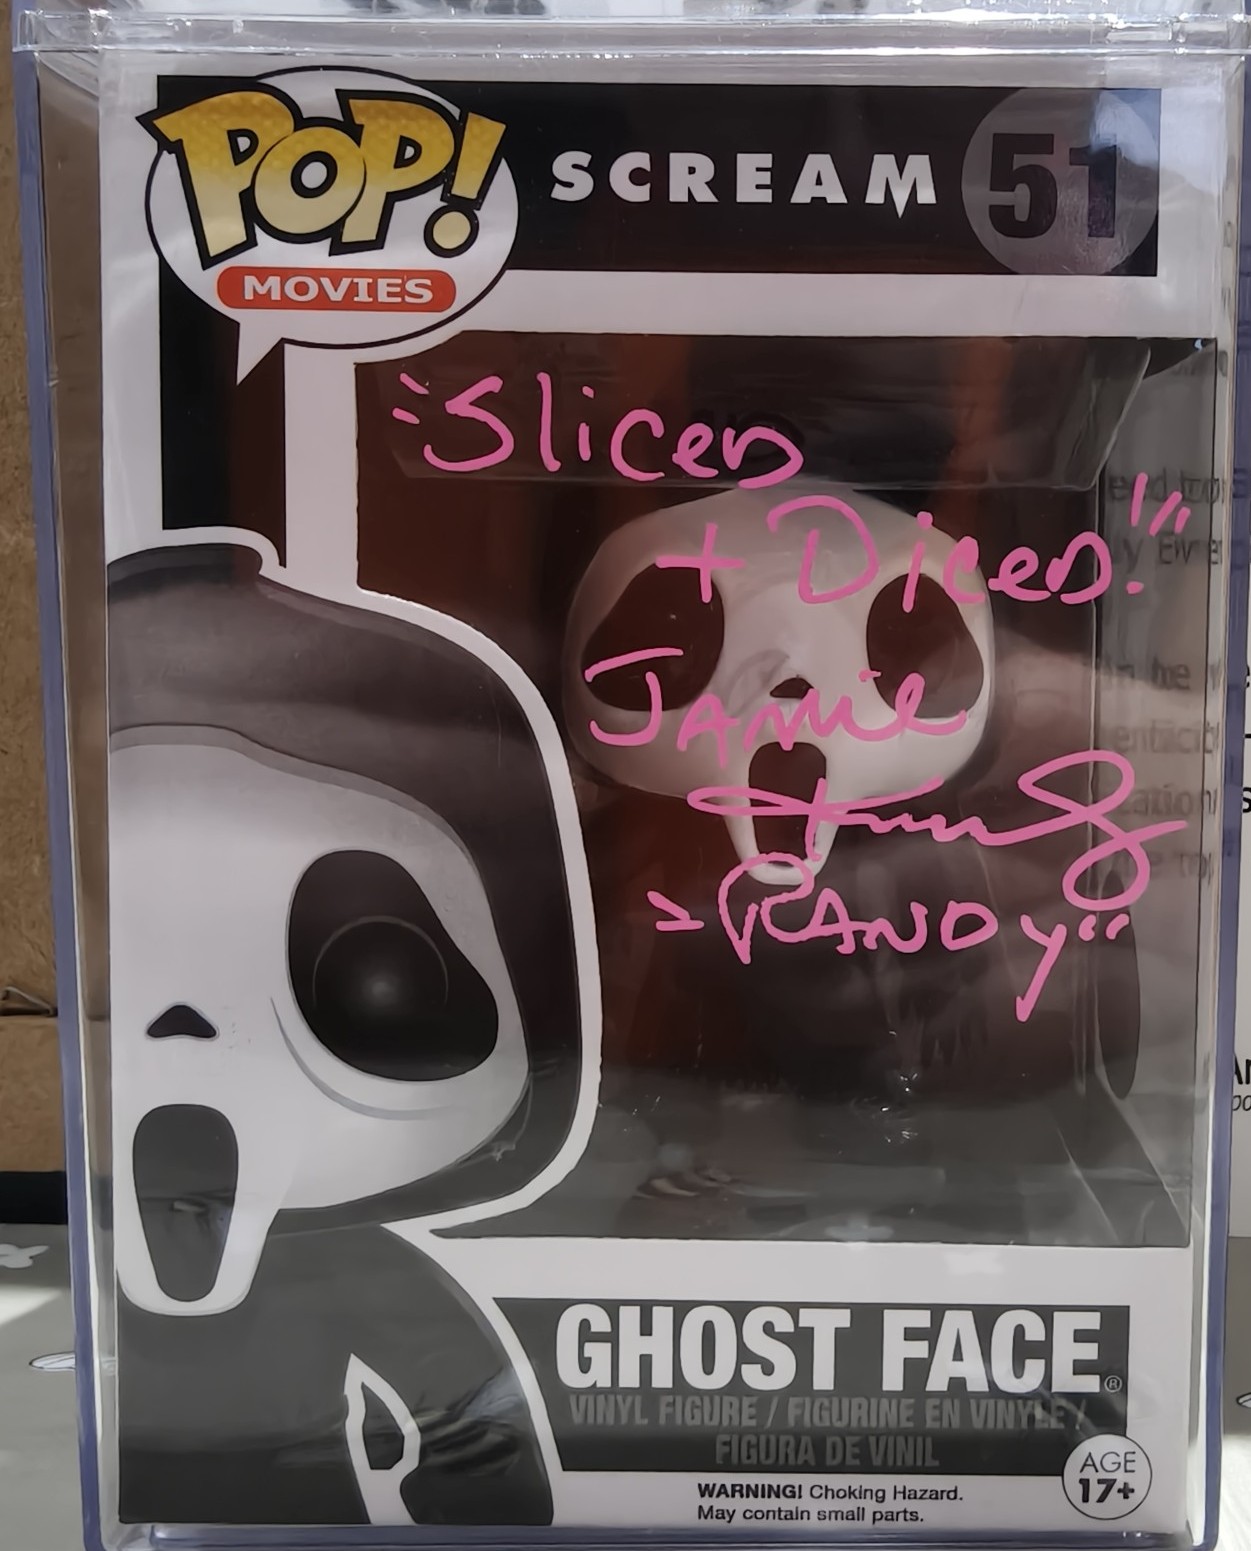 POP!
MOVIES
SCREAM 51
"Sliced
+ Diced!"
Jamie
Kennedy
"RANDY"
GHOST FACE®
VINYL FIGURE / FIGURINE EN VINYLE /
FIGURA DE VINIL
WARNING! Choking Hazard.
May contain small parts.
AGE
17+